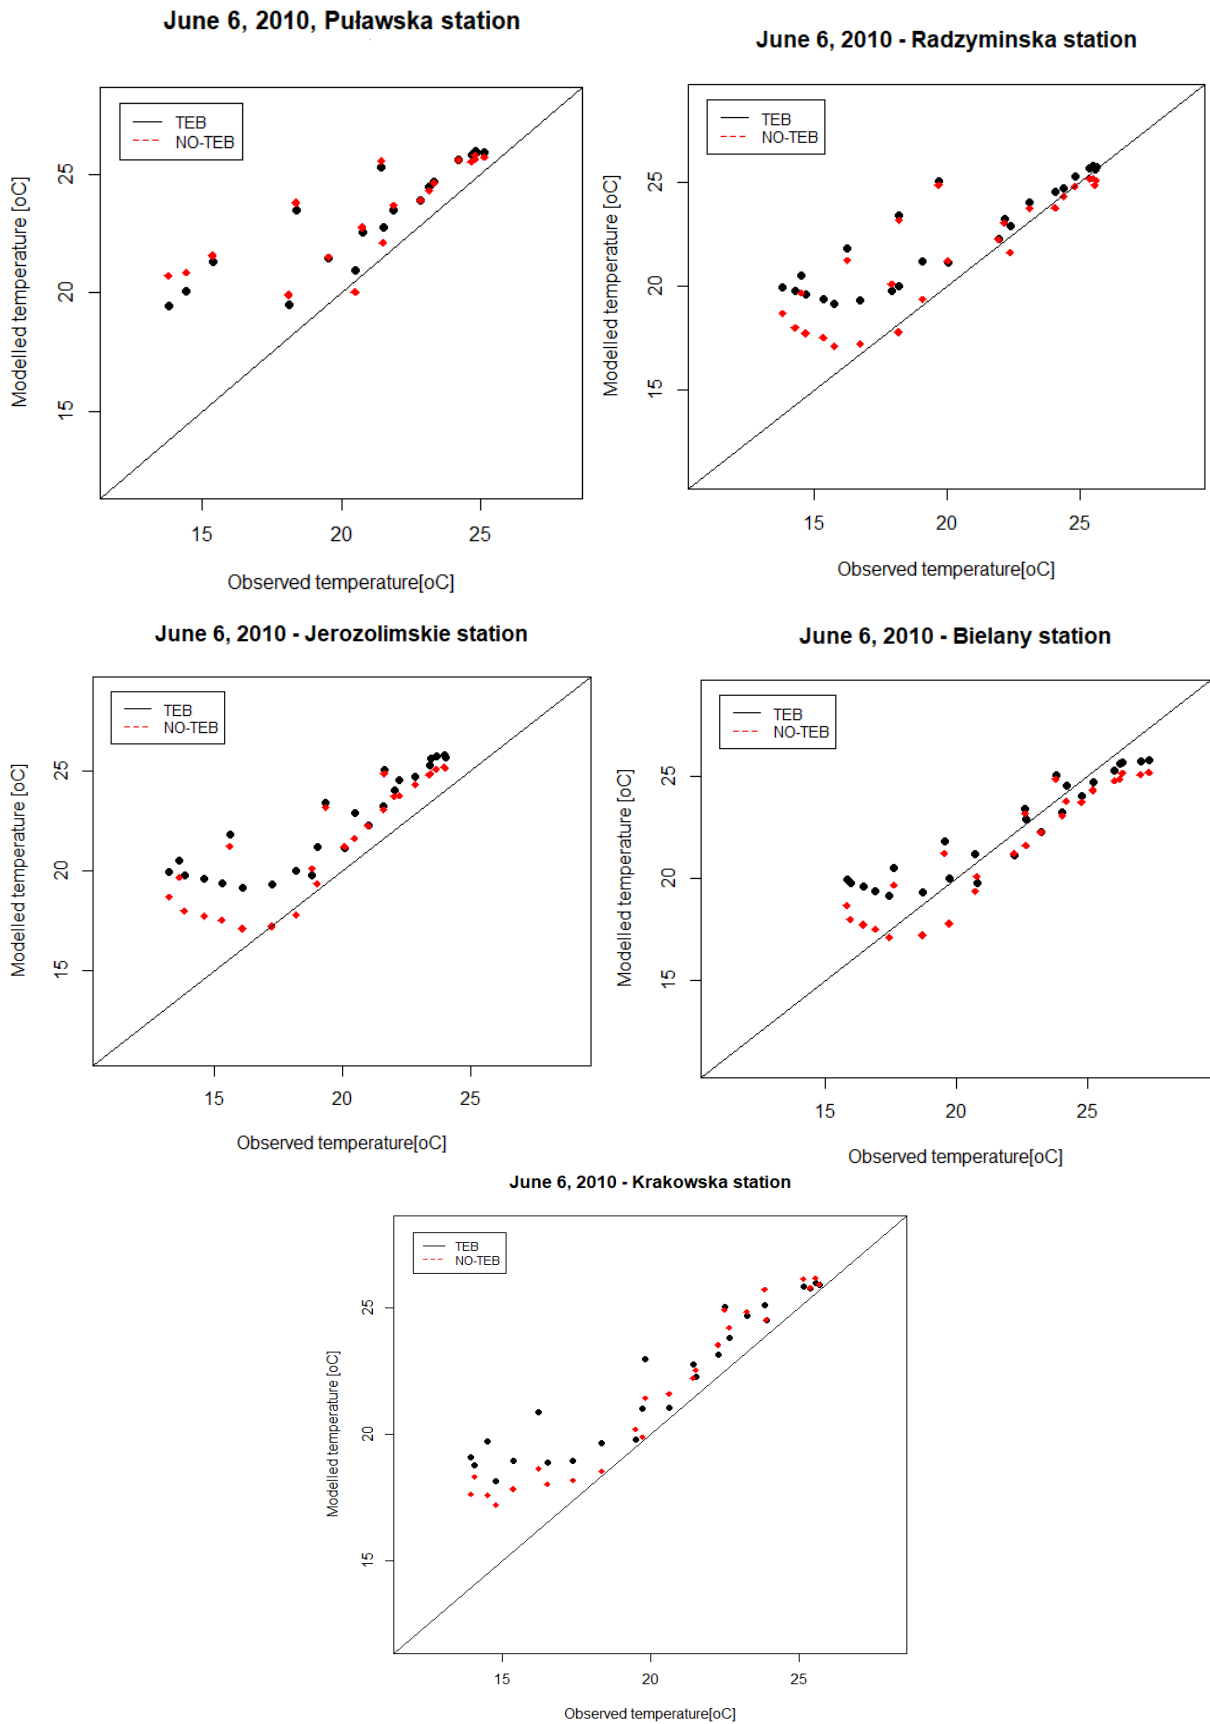 June 6, 2010, Puławska station
TEB
NO-TEB
25
20
15
Modelled temperature [oC]
15
20
25
Observed temperature[oC]
June 6, 2010 - Radzyminska station
TEB
NO-TEB
25
20
15
Modelled temperature [oC]
15
20
25
Observed temperature[oC]
June 6, 2010 - Jerozolimskie station
TEB
NO-TEB
25
20
15
Modelled temperature [oC]
15
20
25
Observed temperature[oC]
June 6, 2010 - Bielany station
TEB
NO-TEB
25
20
15
Modelled temperature [oC]
15
20
25
Observed temperature[oC]
June 6, 2010 - Krakowska station
TEB
NO-TEB
25
20
15
Modelled temperature [oC]
15
20
25
Observed temperature[oC]